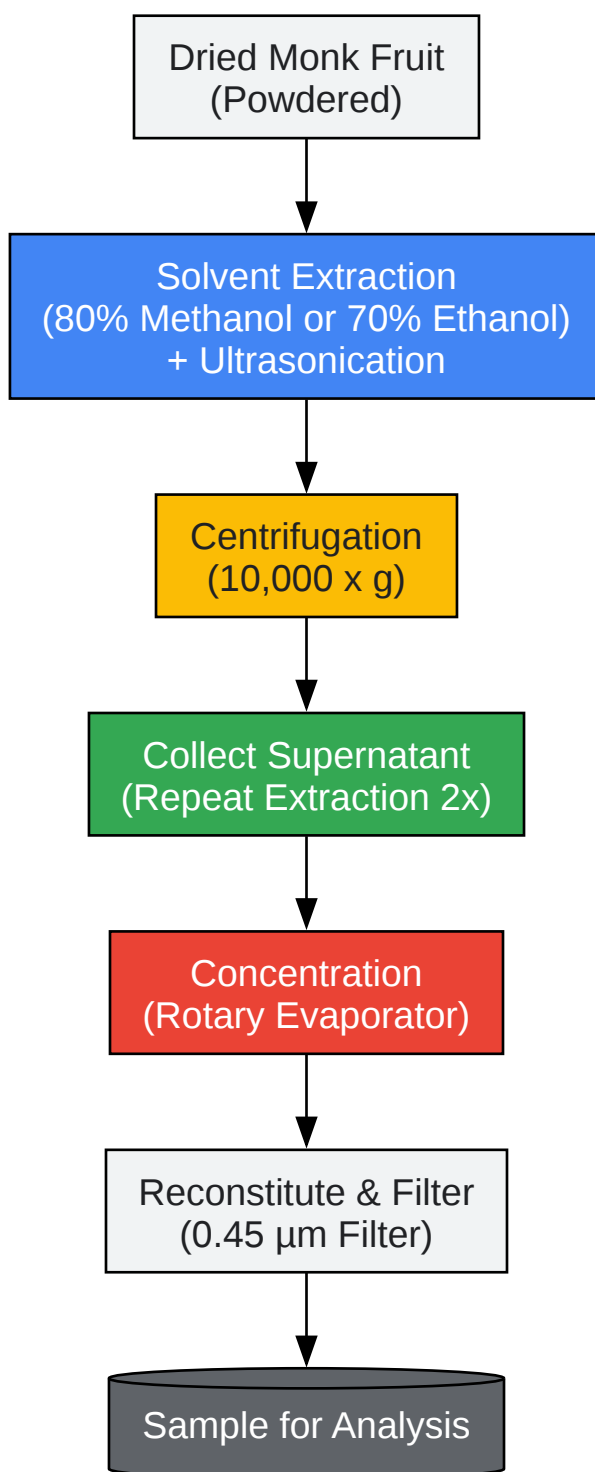 Dried Monk Fruit
(Powdered)
Solvent Extraction
(80% Methanol or 70% Ethanol)
+ Ultrasonication
Centrifugation
(10,000 x g)
Collect Supernatant
(Repeat Extraction 2x)
Concentration
(Rotary Evaporator)
Reconstitute & Filter
(0.45 µm Filter)
Sample for Analysis